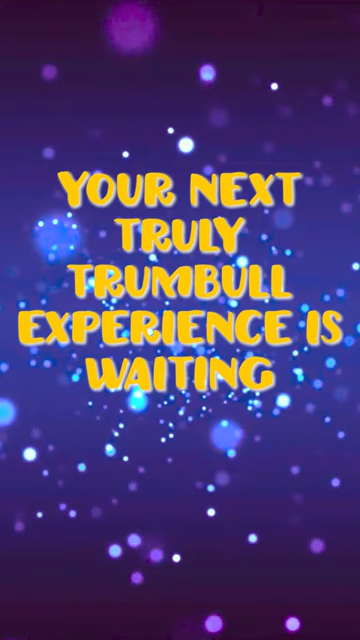 YOUR NEXT
TRULY
TRUMBULL
EXPERIENCE IS
WAITING